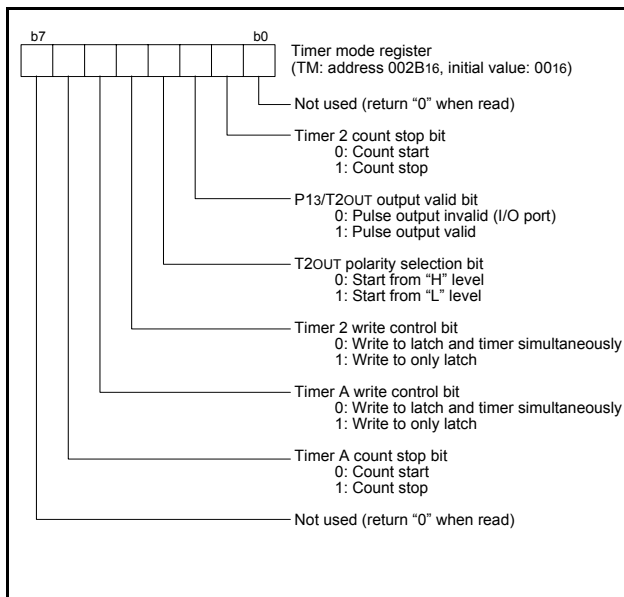 b7 b0
Timer mode register
(TM: address 002B16, initial value: 0016)
Not used (return “0” when read)
Timer 2 count stop bit
0: Count start
1: Count stop
P13/T2OUT output valid bit
0: Pulse output invalid (I/O port)
1: Pulse output valid
T2OUT polarity selection bit
0: Start from “H” level
1: Start from “L” level
Timer 2 write control bit
0: Write to latch and timer simultaneously
1: Write to only latch
Timer A write control bit
0: Write to latch and timer simultaneously
1: Write to only latch
Timer A count stop bit
0: Count start
1: Count stop
Not used (return “0” when read)